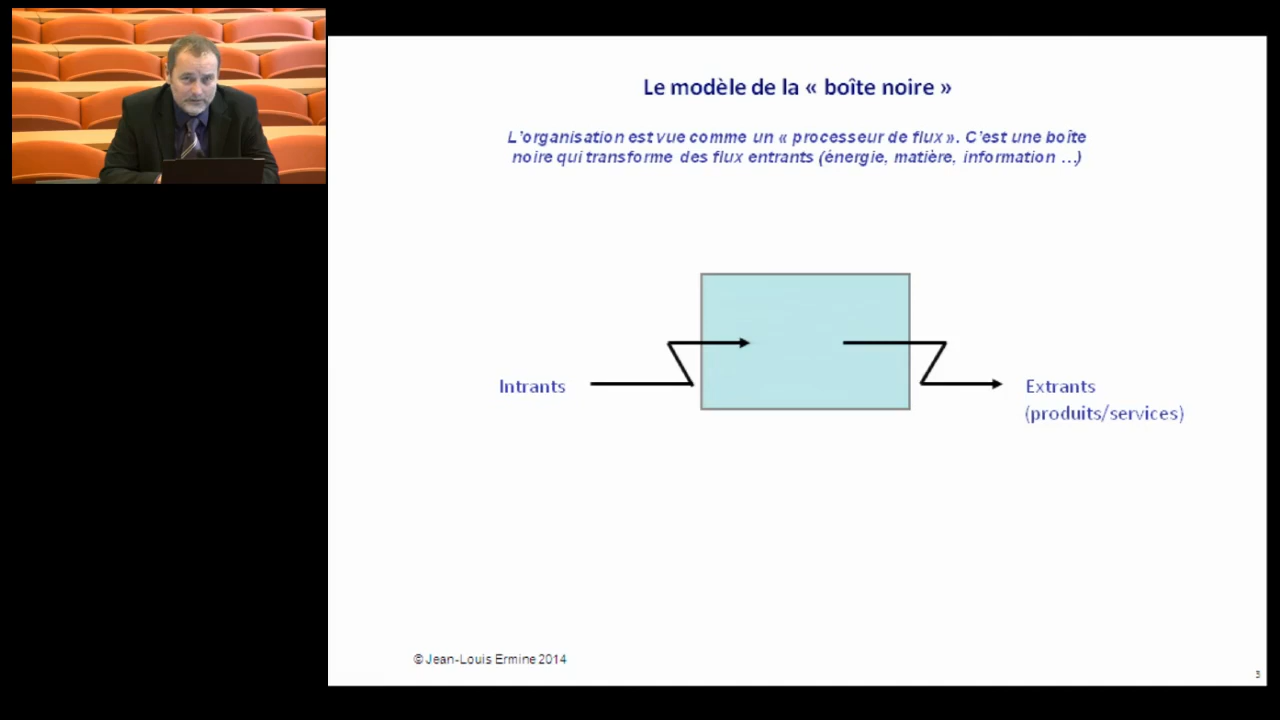 Le modèle de la « boîte noire »
L'organisation est vue comme un « processeur de flux ». C'est une boîte
noire qui transforme des flux entrants (énergie, matière, information ...)
Intrants
Extrants
(produits/services)
© Jean-Louis Ermine 2014
3